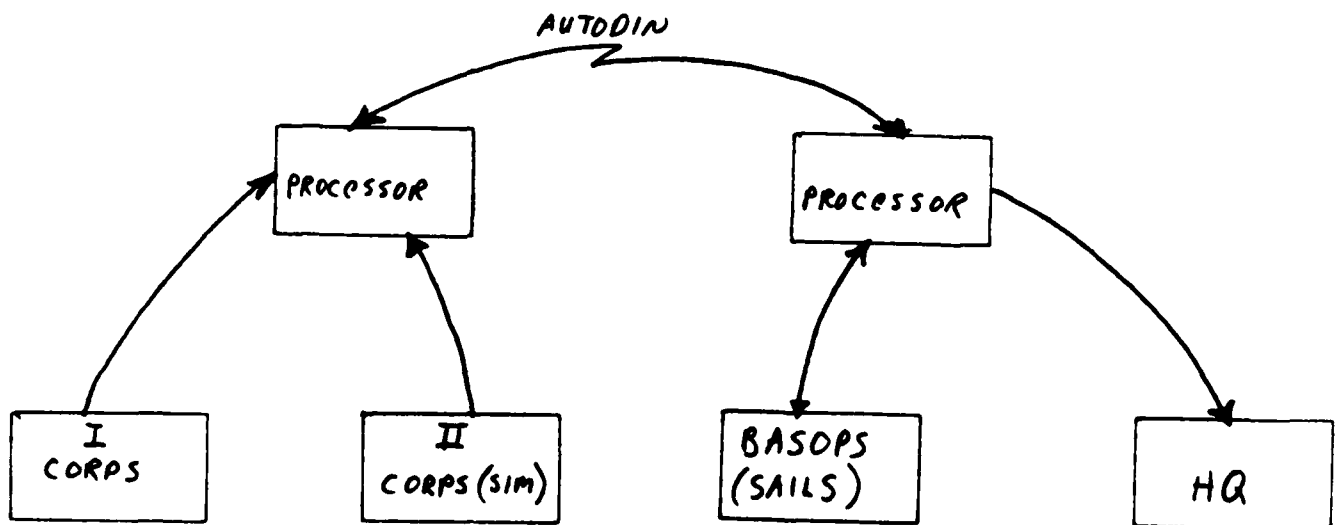 AUTODIN
PROCESSOR
PROCESSOR
I
CORPS
II
CORPS (SIM)
BASOPS
(SAILS)
HQ